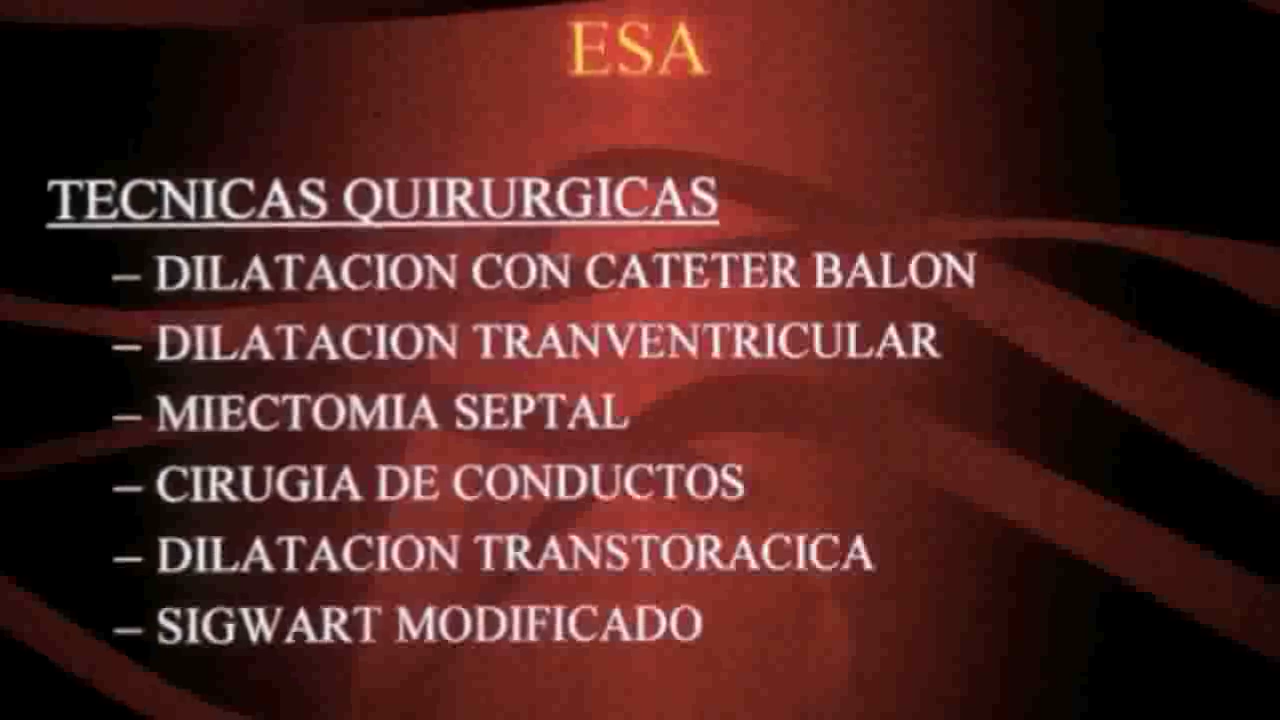 ESA
TECNICAS QUIRURGICAS
– DILATACION CON CATETER BALON
– DILATACION TRANVENTRICULAR
– MIECTOMIA SEPTAL
– CIRUGIA DE CONDUCTOS
– DILATACION TRANSTORACICA
– SIGWART MODIFICADO